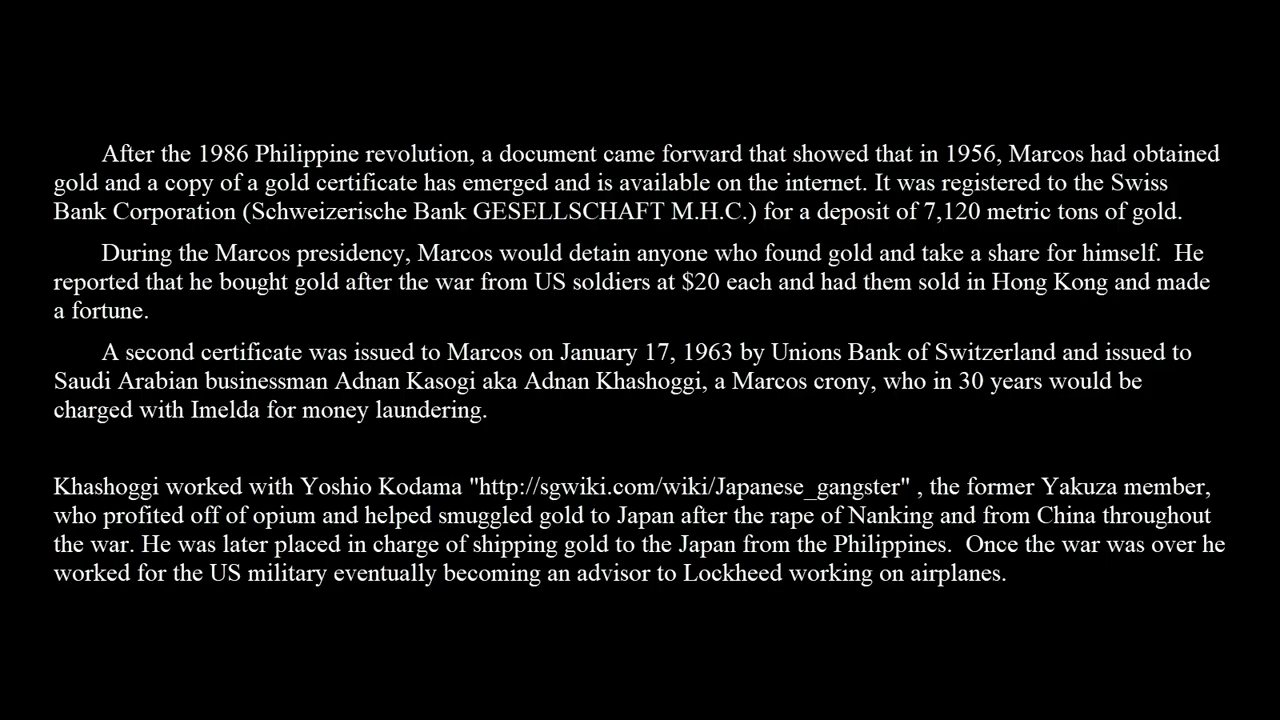 After the 1986 Philippine revolution, a document came forward that showed that in 1956, Marcos had obtained
gold and a copy of a gold certificate has emerged and is available on the internet. It was registered to the Swiss
Bank Corporation (Schweizerische Bank GESELLSCHAFT M.H.C.) for a deposit of 7,120 metric tons of gold.
During the Marcos presidency, Marcos would detain anyone who found gold and take a share for himself.  He
reported that he bought gold after the war from US soldiers at $20 each and had them sold in Hong Kong and made
a fortune.
A second certificate was issued to Marcos on January 17, 1963 by Unions Bank of Switzerland and issued to
Saudi Arabian businessman Adnan Kasogi aka Adnan Khashoggi, a Marcos crony, who in 30 years would be
charged with Imelda for money laundering.
Khashoggi worked with Yoshio Kodama "http://sgwiki.com/wiki/Japanese_gangster" , the former Yakuza member,
who profited off of opium and helped smuggled gold to Japan after the rape of Nanking and from China throughout
the war. He was later placed in charge of shipping gold to the Japan from the Philippines.  Once the war was over he
worked for the US military eventually becoming an advisor to Lockheed working on airplanes.